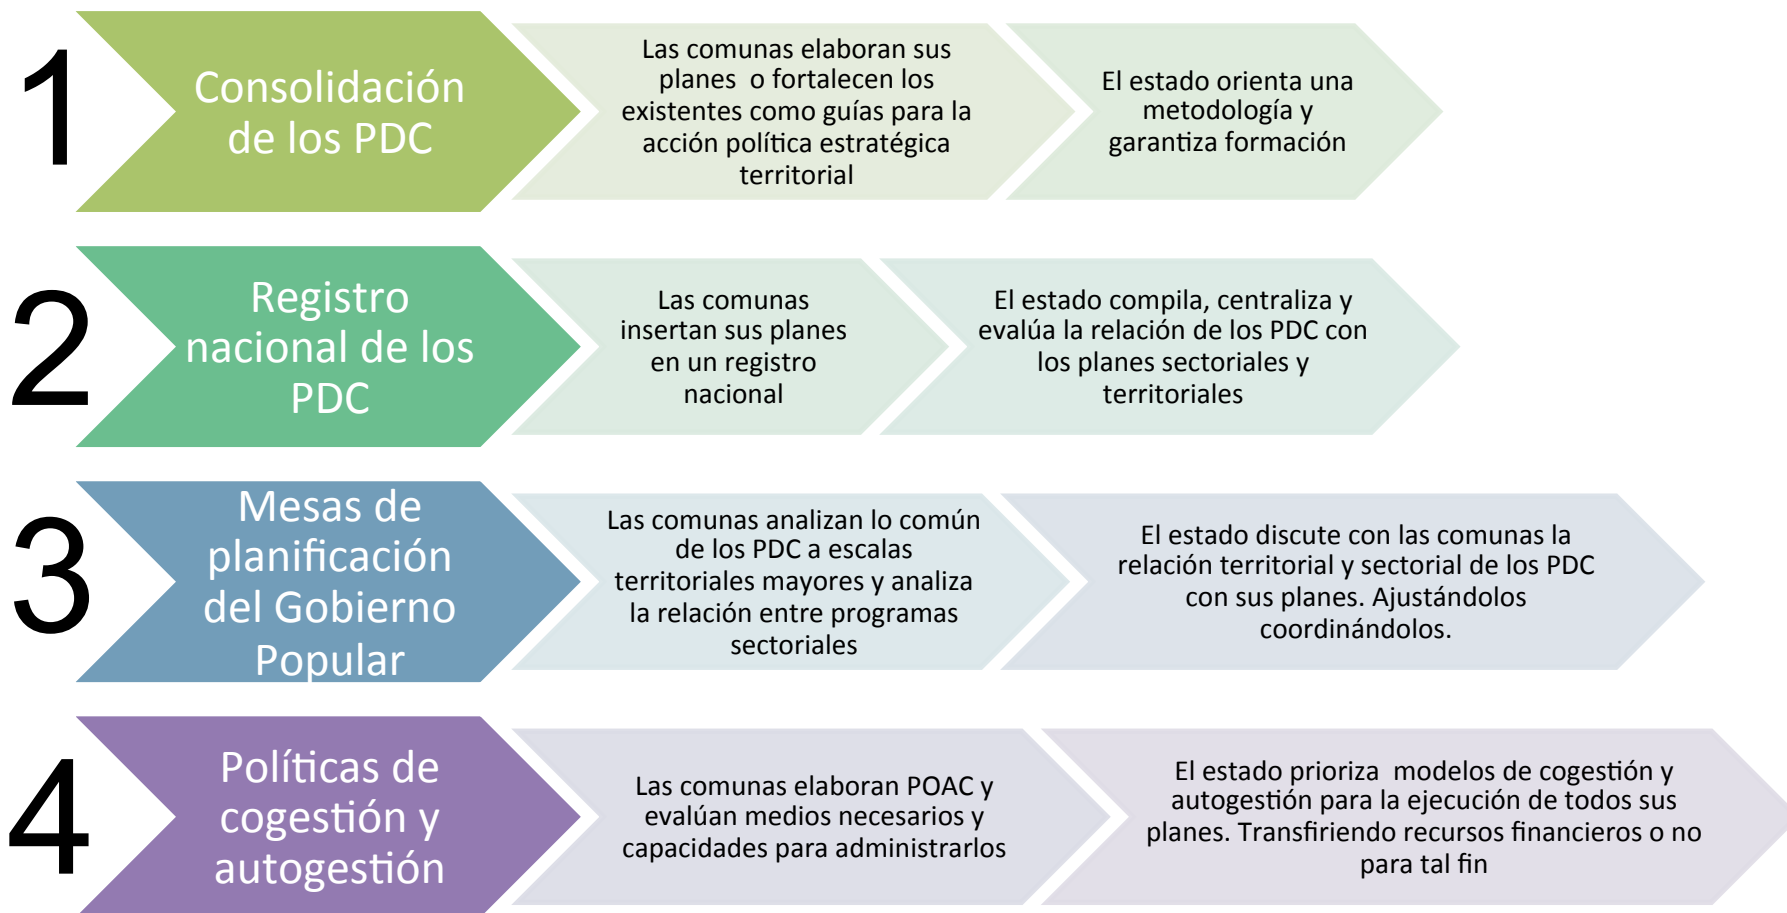 1
Consolidación
de los PDC
Las comunas elaboran sus
planes o fortalecen los
existentes como guías para la
acción política estratégica
territorial
El estado orienta una
metodología y
garantiza formación
2
Registro
nacional de los
PDC
Las comunas
insertan sus planes
en un registro
nacional
El estado compila, centraliza y
evalúa la relación de los PDC con
los planes sectoriales y
territoriales
3
Mesas de
planificación
del Gobierno
Popular
Las comunas analizan lo común
de los PDC a escalas
territoriales mayores y analiza
la relación entre programas
sectoriales
El estado discute con las comunas la
relación territorial y sectorial de los PDC
con sus planes. Ajustándolos
coordinándolos.
4
Políticas de
cogestión y
autogestión
Las comunas elaboran POAC y
evalúan medios necesarios y
capacidades para administrarlos
El estado prioriza modelos de cogestión y
autogestión para la ejecución de todos sus
planes. Transfiriendo recursos financieros o no
para tal fin